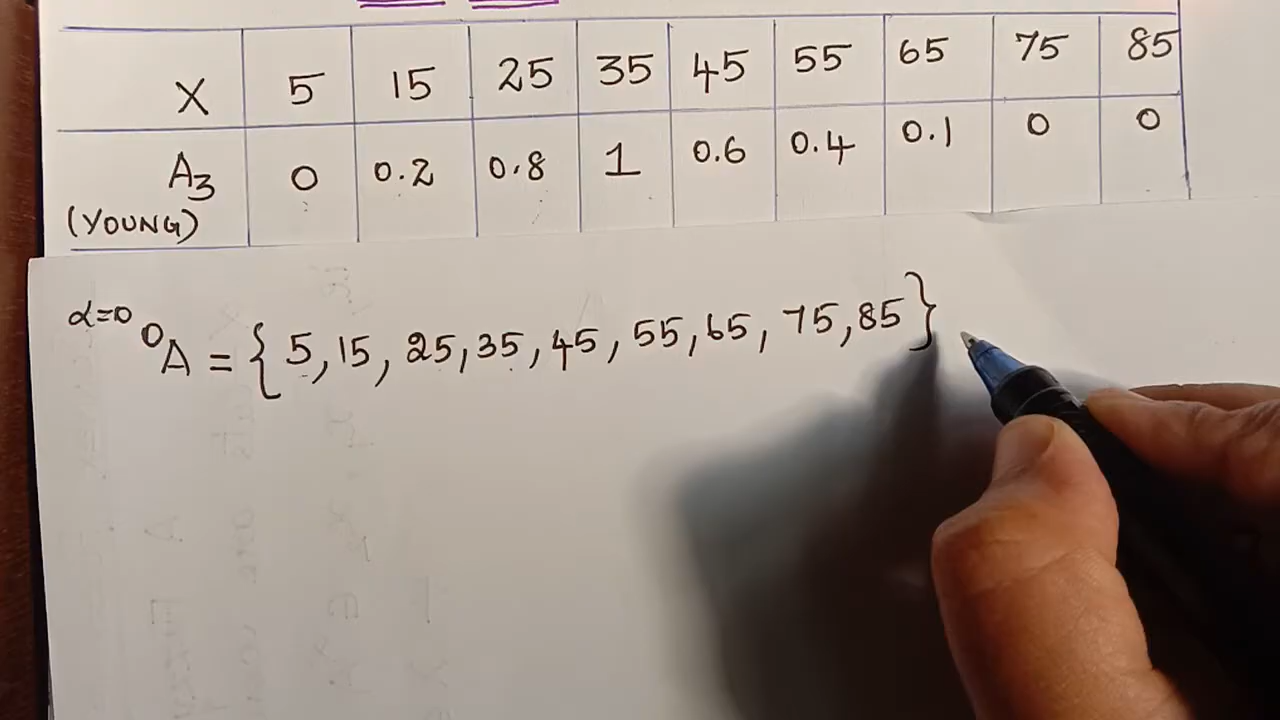 X 5 15 25 35 45 55 65 75 85
A₃ 0 0.2 0.8 1 0.6 0.4 0.1 0 0
(YOUNG)
α=0 ⁰A = {5,15, 25,35,45, 55,65, 75,85}